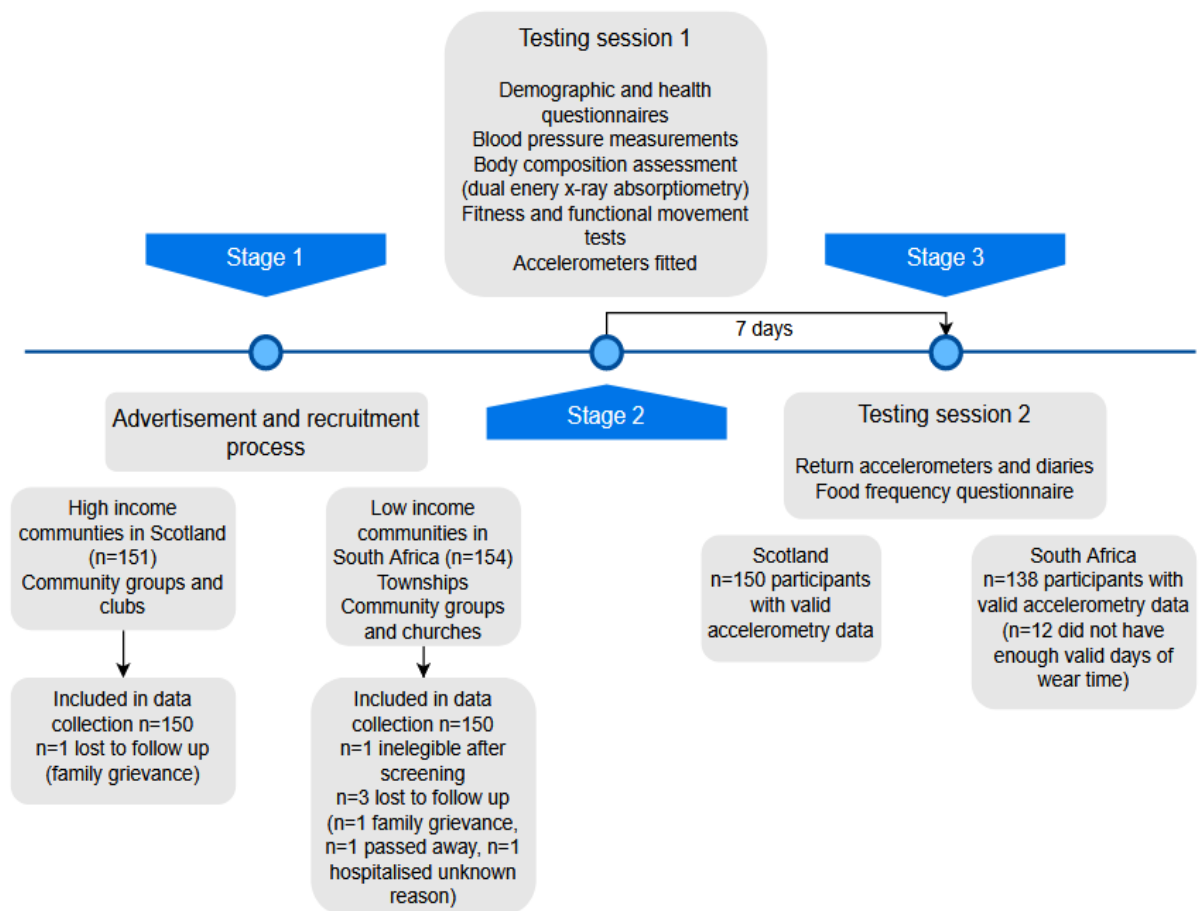 Testing session 1
Demographic and health
questionnaires
Blood pressure measurements
Body composition assessment
(dual enery x-ray absorptiometry)
Fitness and functional movement
tests
Accelerometers fitted
Stage 1
Stage 3
7 days
Stage 2
Advertisement and recruitment
process
High income
communties in Scotland
(n=151)
Community groups and
clubs
Low income
communities in
South Africa (n=154)
Townships
Community groups
and churches
Included in data
collection n=150
n=1 lost to follow up
(family grievance)
Included in data
collection n=150
n=1 inelegible after
screening
n=3 lost to follow up
(n=1 family grievance,
n=1 passed away, n=1
hospitalised unknown
reason)
Testing session 2
Return accelerometers and diaries
Food frequency questionnaire
Scotland
n=150 participants
with valid
accelerometry data
South Africa
n=138 participants with
valid accelerometry data
(n=12 did not have
enough valid days of
wear time)